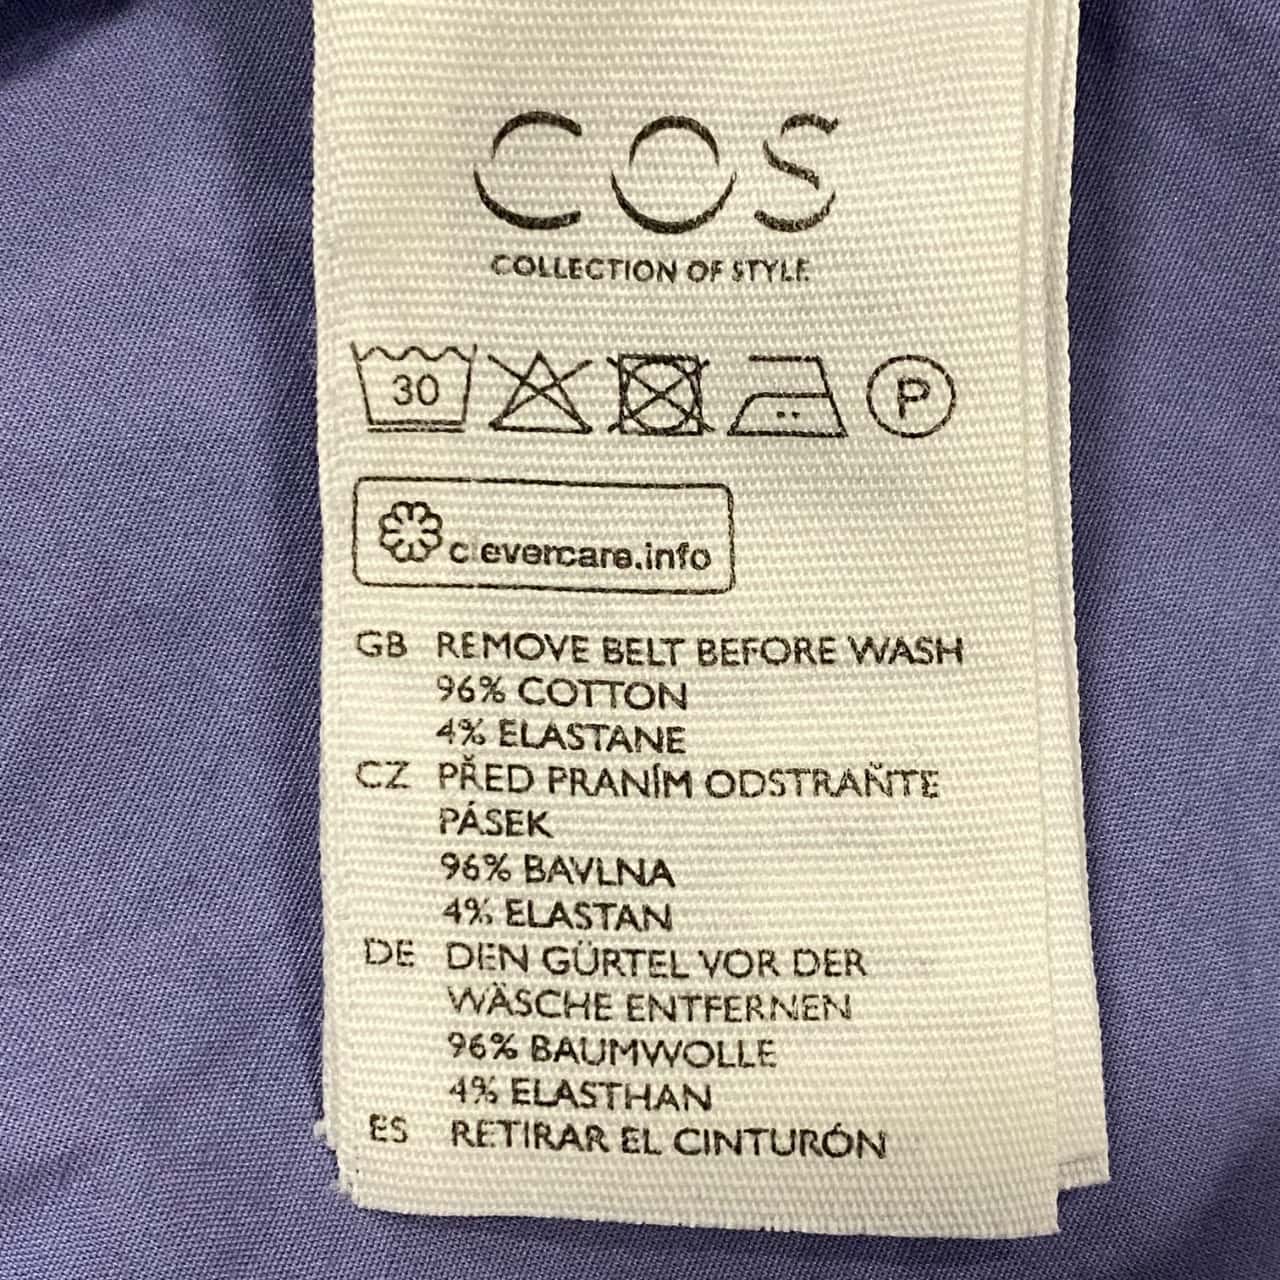 COS
COLLECTION OF STYLE
30 P
clevercare.info
GB REMOVE BELT BEFORE WASH
96% COTTON
4% ELASTANE
CZ PŘED PRANÍM ODSTRAŇTE
PÁSEK
96% BAVLNA
4% ELASTAN
DE DEN GÜRTEL VOR DER
WÄSCHE ENTFERNEN
96% BAUMWOLLE
4% ELASTHAN
ES RETIRAR EL CINTURÓN